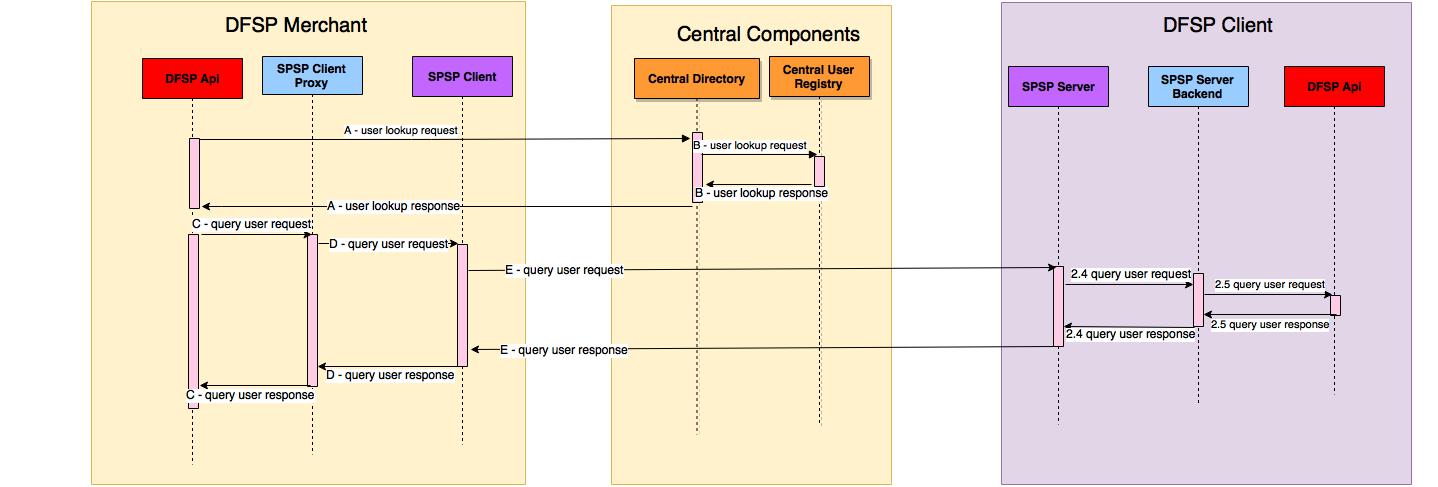 DFSP Merchant
Central Components
DFSP Client
DFSP Api
SPSP Client
Proxy
SPSP Client
Central Directory
Central User
Registry
SPSP Server
SPSP Server
Backend
DFSP Api
A - user lookup request
B - user lookup request
B - user lookup response
A - user lookup response
C - query user request
D - query user request
E - query user request
2.4 query user request
2.5 query user request
2.5 query user response
2.4 query user response
E - query user response
D - query user response
C - query user response